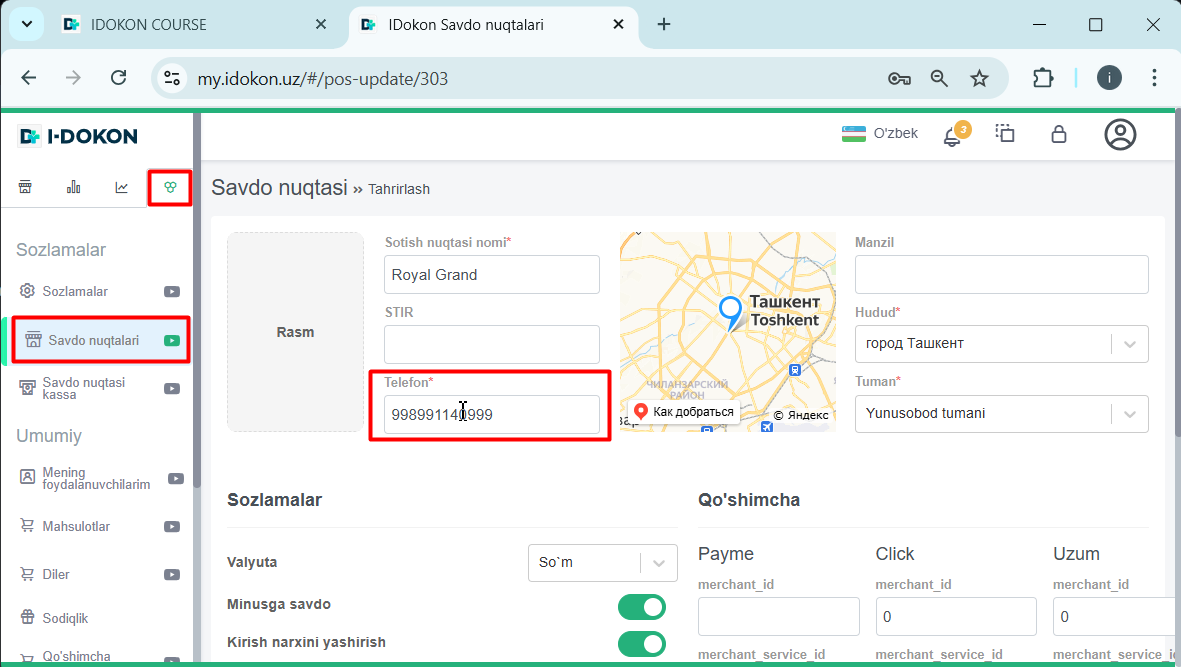 IDOKON COURSE
IDokon Savdo nuqtalari
my.idokon.uz/#/pos-update/303
i
I-DOKON
O'zbek
3
Savdo nuqtasi » Tahrirlash
Sozlamalar
Sozlamalar
Savdo nuqtalari
Savdo nuqtasi
kassa
Umumiy
Mening
foydalanuvchilarim
Mahsulotlar
Diler
Sodiqlik
Qo'shimcha
Rasm
Sotish nuqtasi nomi*
Royal Grand
STIR
Telefon*
998991140999
Ташкент
Toshkent
ЧИЛАНЗАРСКИЙ
РАЙОН
Как добраться
© Яндекс
Manzil
Hudud*
город Ташкент
Tuman*
Yunusobod tumani
Sozlamalar
Valyuta
So`m
Minusga savdo
Kirish narxini yashirish
Qo'shimcha
Payme
Click
Uzum
merchant_id
merchant_id
merchant_id
0
0
merchant_service_id
merchant_service_id
merchant_service_id